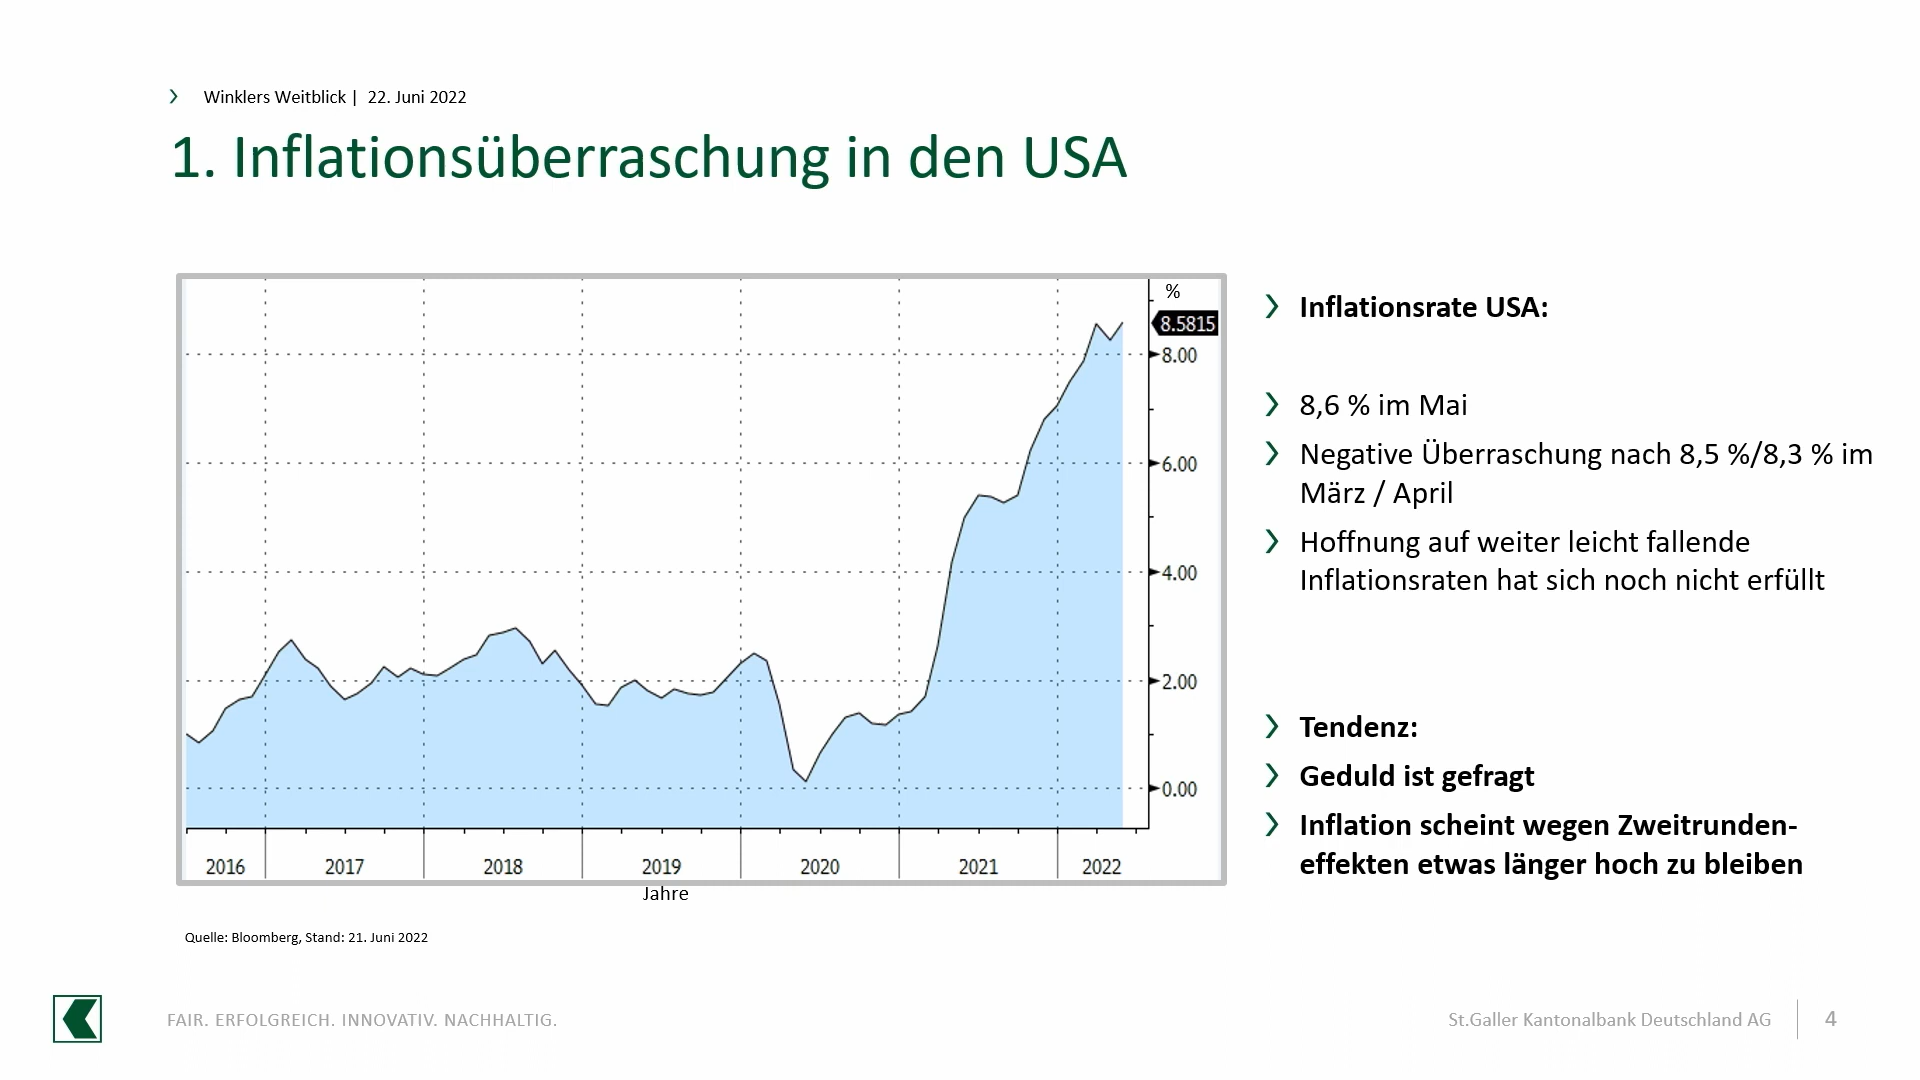 Winklers Weitblick | 22. Juni 2022
1. Inflationsüberraschung in den USA
%
8.5815
8.00
6.00
4.00
2.00
0.00
2016 2017 2018 2019 2020 2021 2022
Jahre
Quelle: Bloomberg, Stand: 21. Juni 2022
Inflationsrate USA:
8,6 % im Mai
Negative Überraschung nach 8,5 %/8,3 % im
März / April
Hoffnung auf weiter leicht fallende
Inflationsraten hat sich noch nicht erfüllt
Tendenz:
Geduld ist gefragt
Inflation scheint wegen Zweitrunden-
effekten etwas länger hoch zu bleiben
FAIR. ERFOLGREICH. INNOVATIV. NACHHALTIG.
St.Galler Kantonalbank Deutschland AG
4